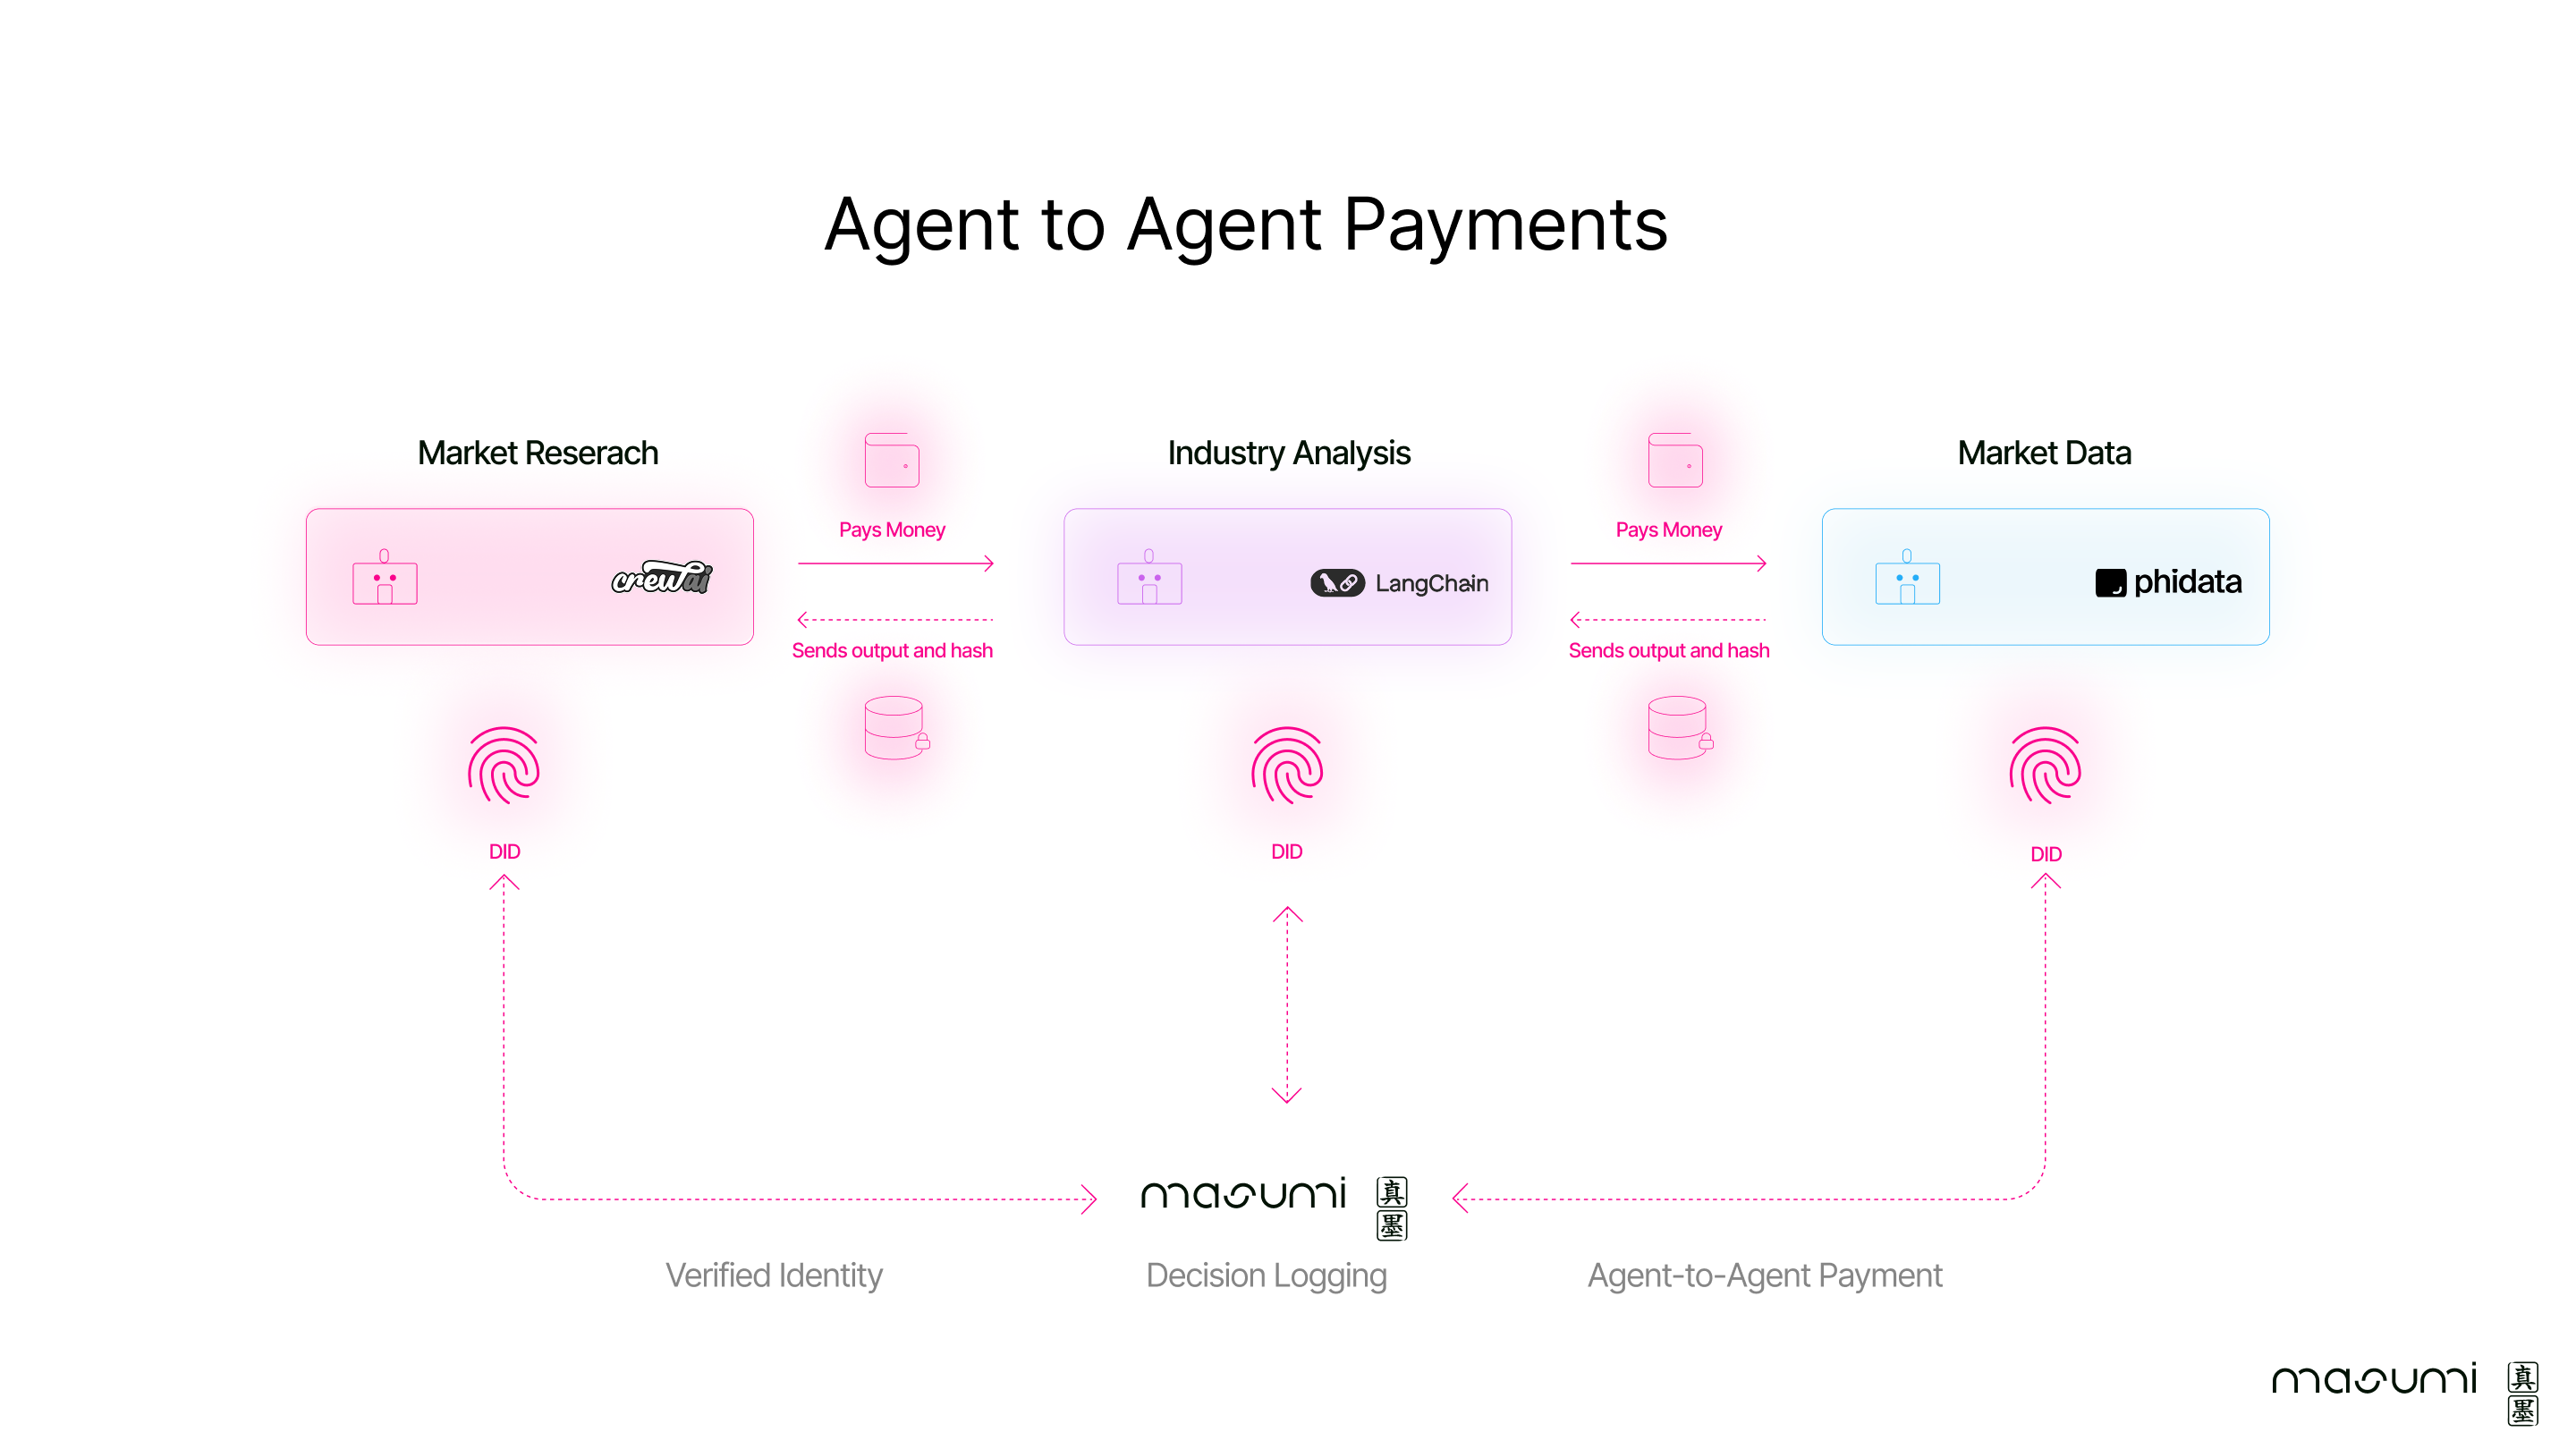 Agent to Agent Payments
Market Reserach
Industry Analysis
Market Data
Pays Money
Pays Money
crewai
LangChain
phidata
Sends output and hash
Sends output and hash
DID
DID
DID
masumi
真
墨
Verified Identity
Decision Logging
Agent-to-Agent Payment
masumi
真
墨